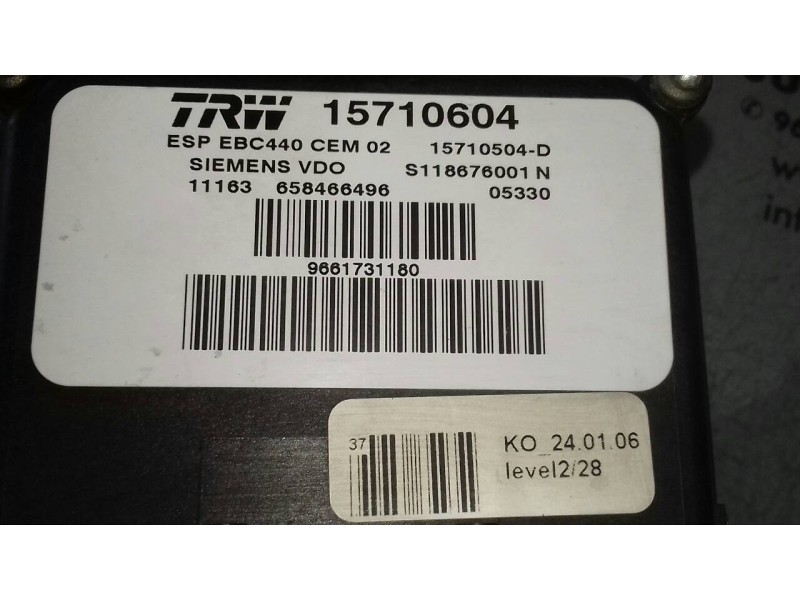 TRW 15710604
ESP EBC440 CEM 02 15710504-D
SIEMENS VDO S118676001 N
11163 658466496 05330
9661731180
37
KO_24.01.06
level2/28